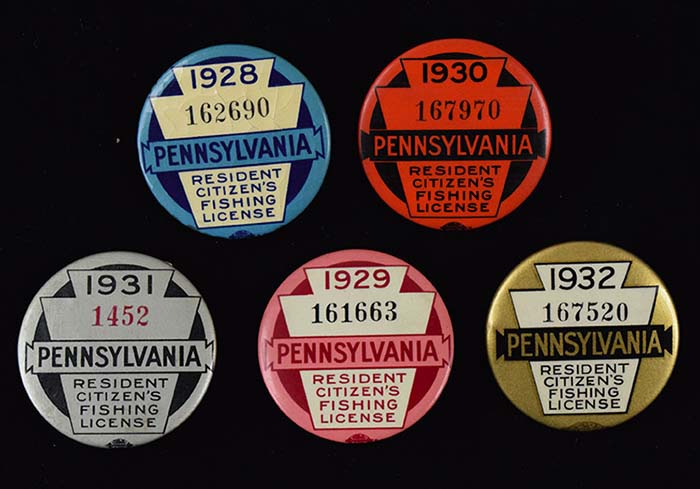 1928
162690
PENNSYLVANIA
RESIDENT
CITIZEN'S
FISHING
LICENSE
1930
167970
PENNSYLVANIA
RESIDENT
CITIZEN'S
FISHING
LICENSE
1931
1452
PENNSYLVANIA
RESIDENT
CITIZEN'S
FISHING
LICENSE
1929
161663
PENNSYLVANIA
RESIDENT
CITIZEN'S
FISHING
LICENSE
1932
167520
PENNSYLVANIA
RESIDENT
CITIZEN'S
FISHING
LICENSE